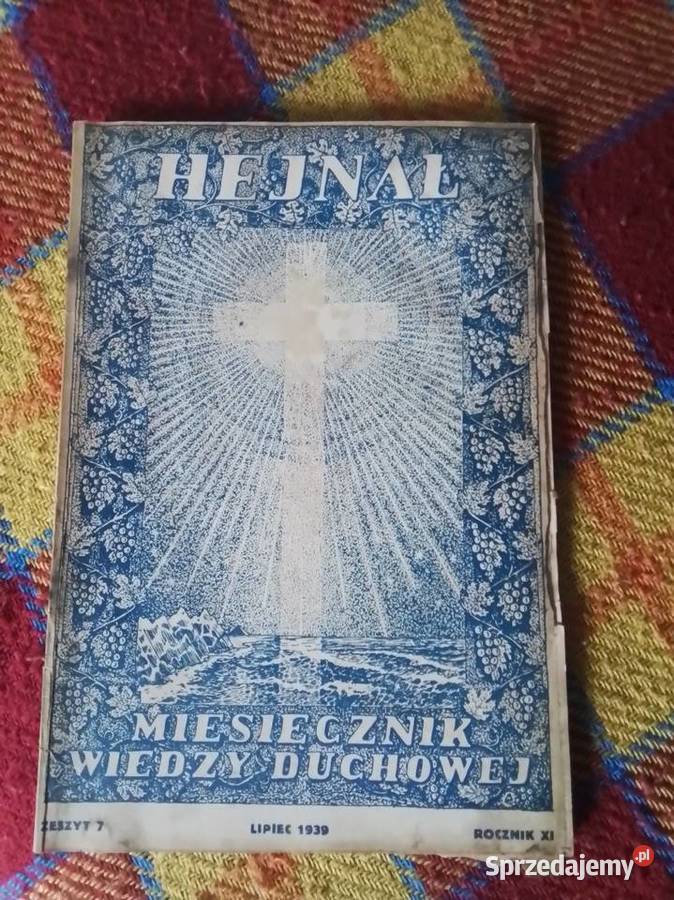 HEJNAŁ
MIESIĘCZNIK
WIEDZY DUCHOWEJ
ZESZYT 7 LIPIEC 1939 ROCZNIK XI
Sprzedajemy.pl